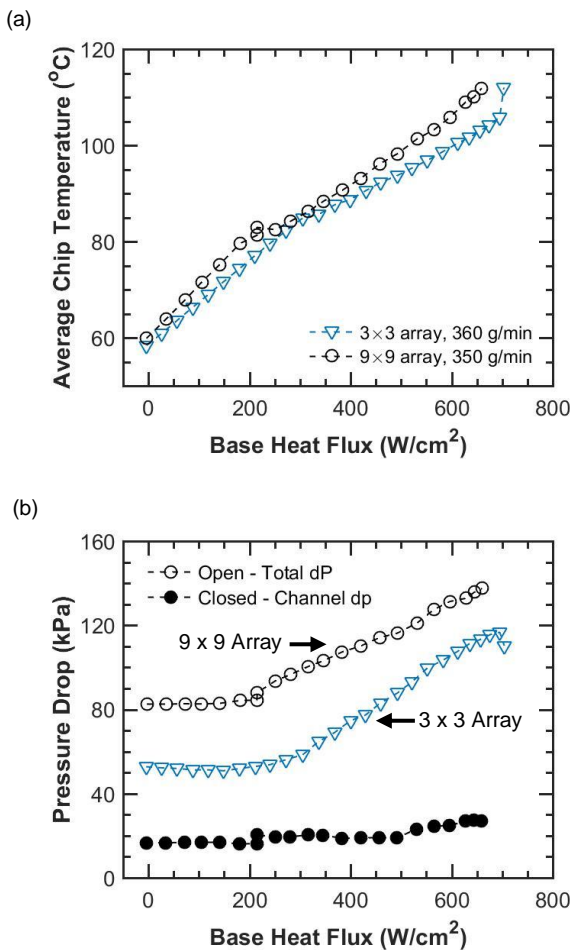 (a)
120
100
80
60
Average Chip Temperature (°C)
3×3 array, 360 g/min
9×9 array, 350 g/min
0 200 400 600 800
Base Heat Flux (W/cm²)
(b)
160
120
80
40
0
Pressure Drop (kPa)
Open - Total dP
Closed - Channel dp
9 x 9 Array
3 x 3 Array
0 200 400 600 800
Base Heat Flux (W/cm²)